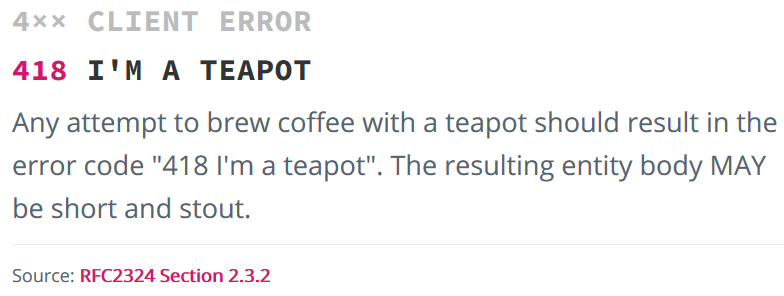 4×× CLIENT ERROR
418 I'M A TEAPOT
Any attempt to brew coffee with a teapot should result in the
error code "418 I'm a teapot". The resulting entity body MAY
be short and stout.
Source: RFC2324 Section 2.3.2